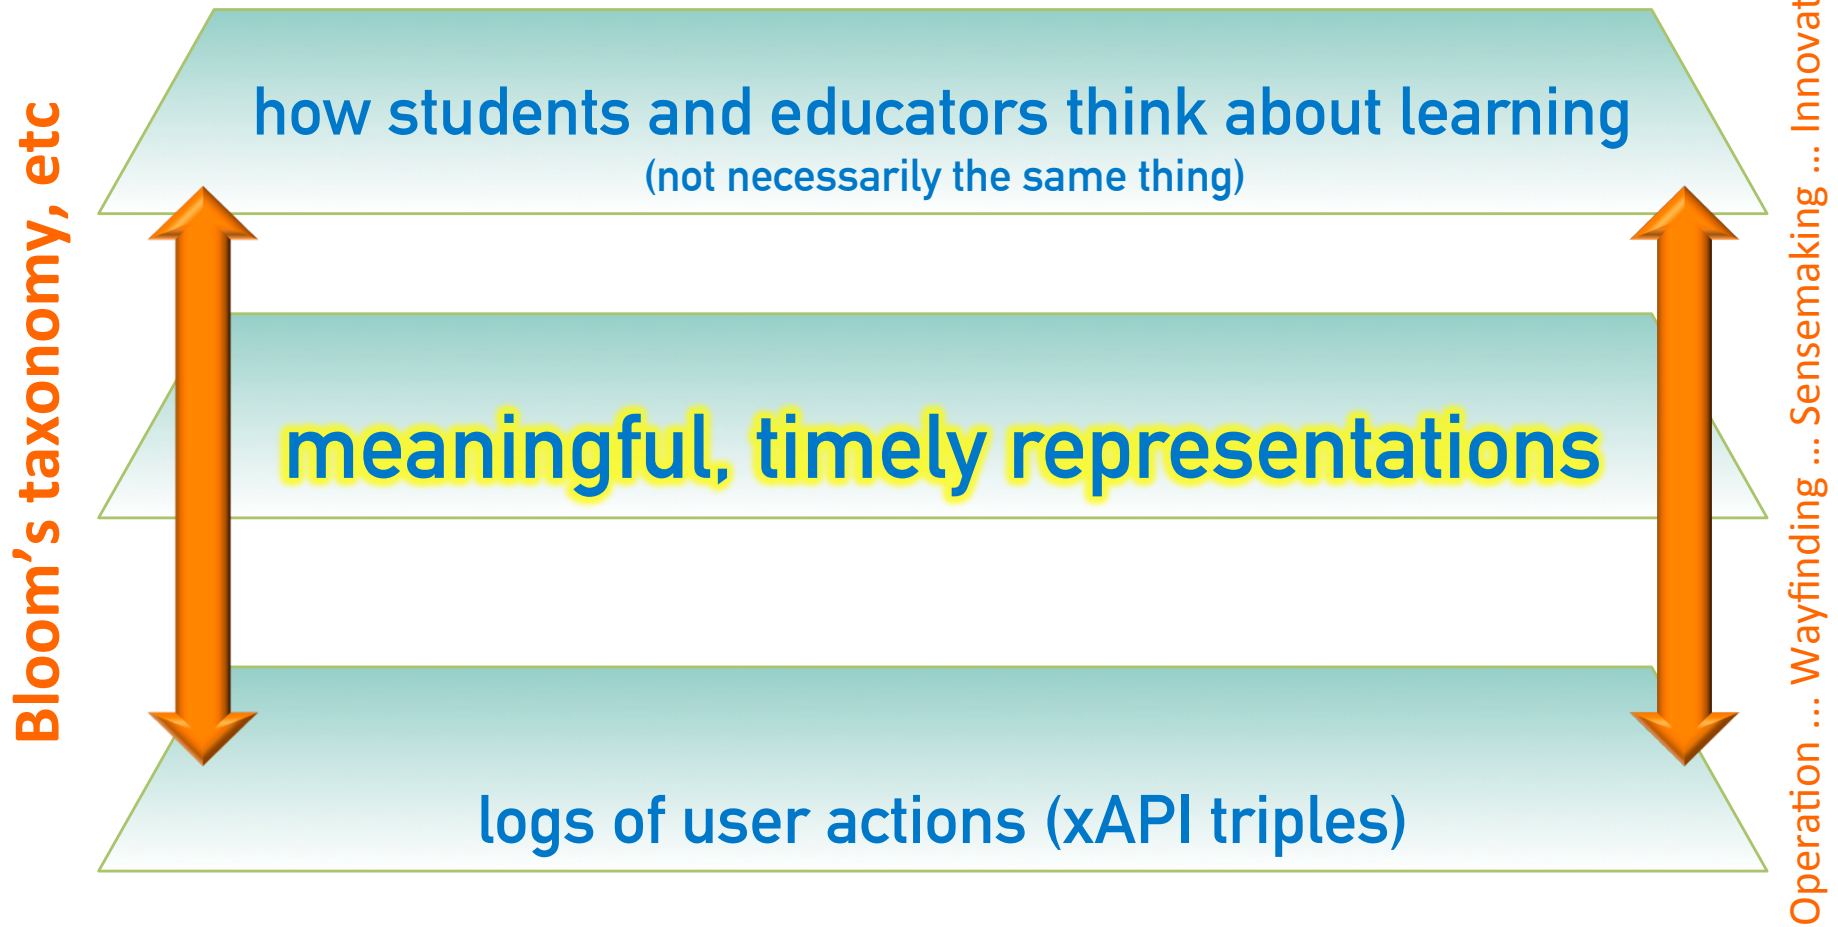 Bloom’s taxonomy, etc
how students and educators think about learning
(not necessarily the same thing)
meaningful, timely representations
logs of user actions (xAPI triples)
Operation ... Wayfinding ... Sensemaking ... Innovat